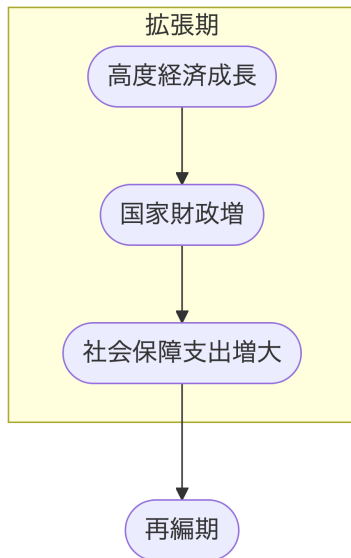 拡張期
高度経済成長
国家財政増
社会保障支出増大
再編期